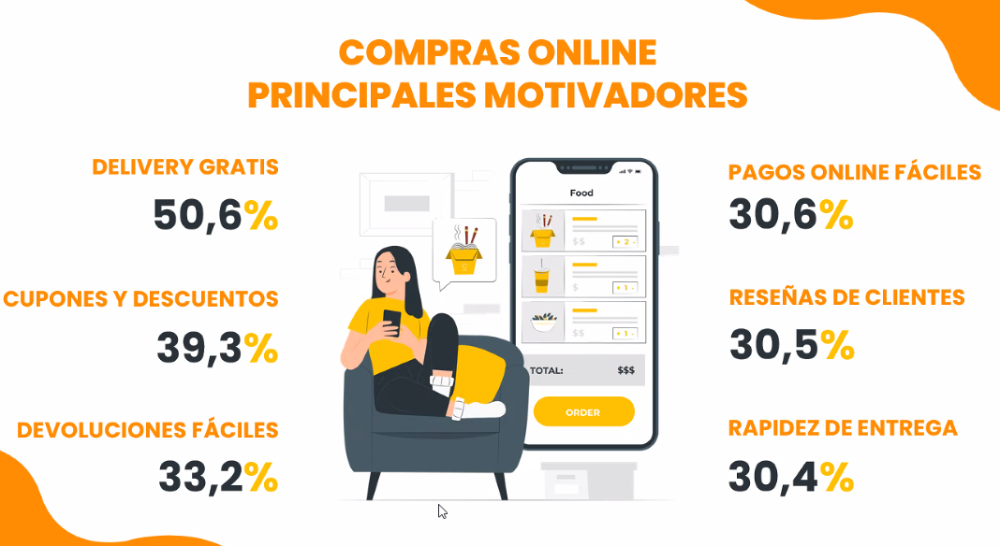 COMPRAS ONLINE
PRINCIPALES MOTIVADORES
DELIVERY GRATIS
50,6%
CUPONES Y DESCUENTOS
39,3%
DEVOLUCIONES FÁCILES
33,2%
Food
$$
+ 2 -
$
+ 1 -
$$
+ 1 -
TOTAL: $$$
ORDER
PAGOS ONLINE FÁCILES
30,6%
RESEÑAS DE CLIENTES
30,5%
RAPIDEZ DE ENTREGA
30,4%